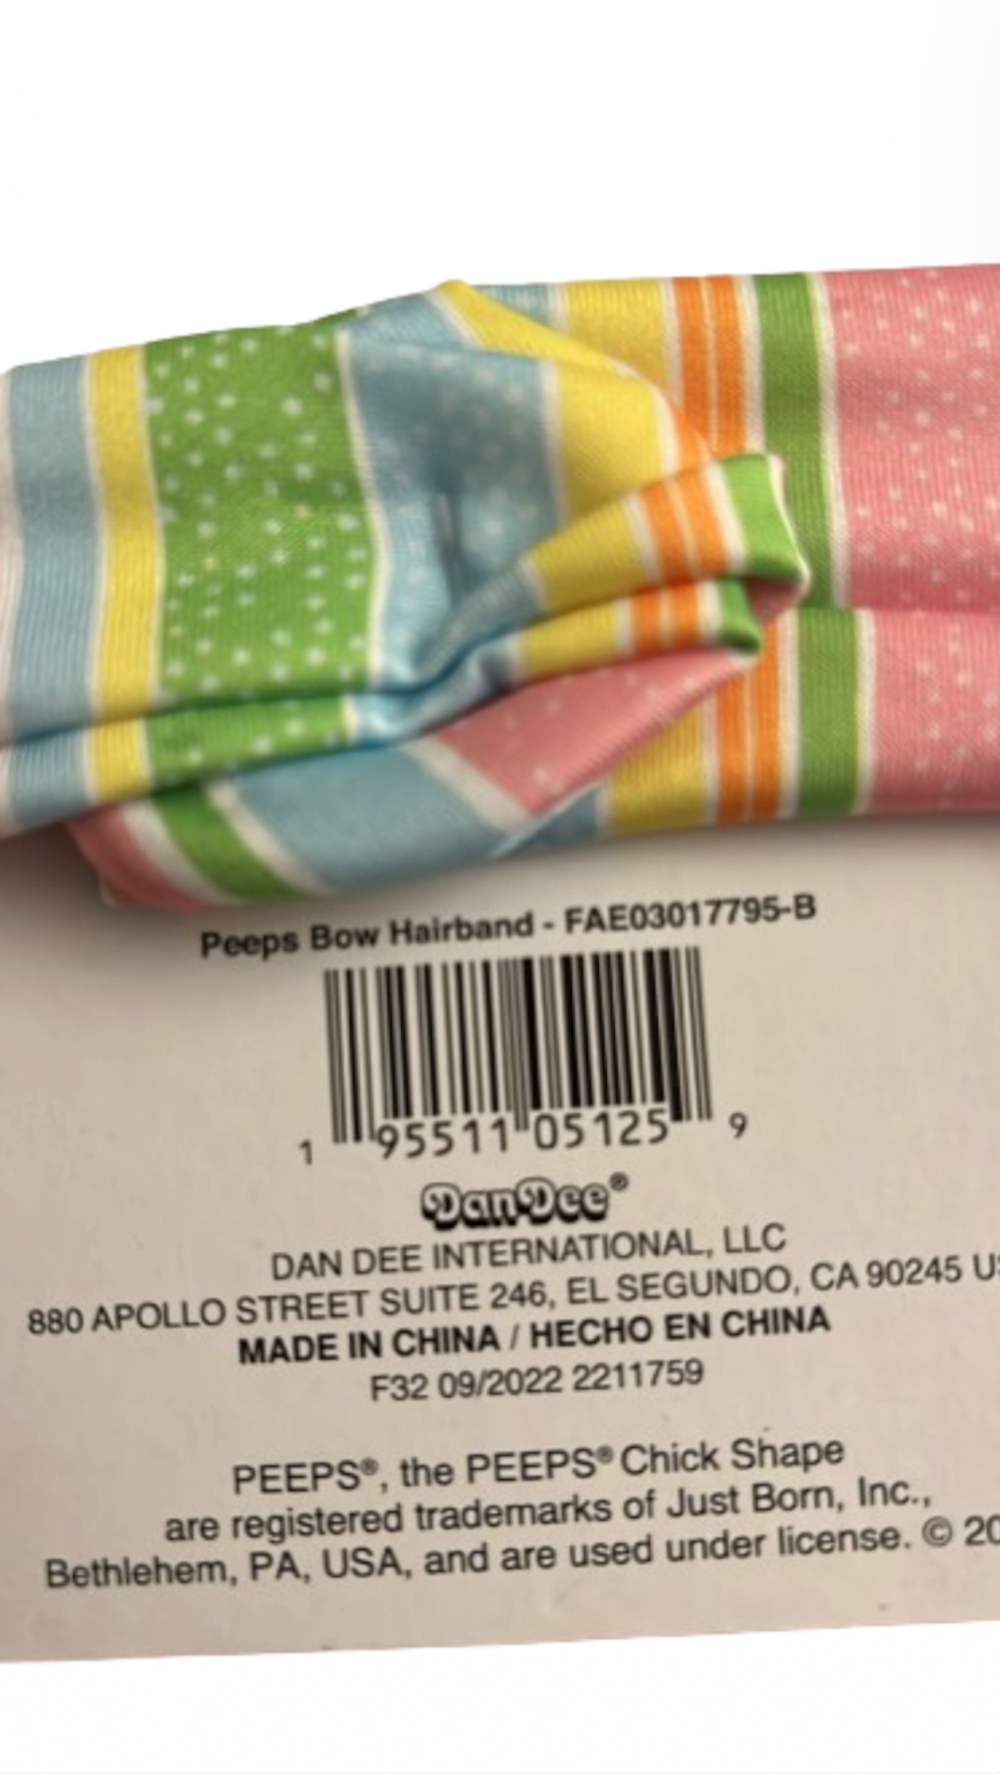 Peeps Bow Hairband - FAE03017795-B
1 95511 05125 9
DanDee®
DAN DEE INTERNATIONAL, LLC
880 APOLLO STREET SUITE 246, EL SEGUNDO, CA 90245
MADE IN CHINA / HECHO EN CHINA
F32 09/2022 2211759
PEEPS®, the PEEPS® Chick Shape
are registered trademarks of Just Born, Inc.,
Bethlehem, PA, USA, and are used under license. ©